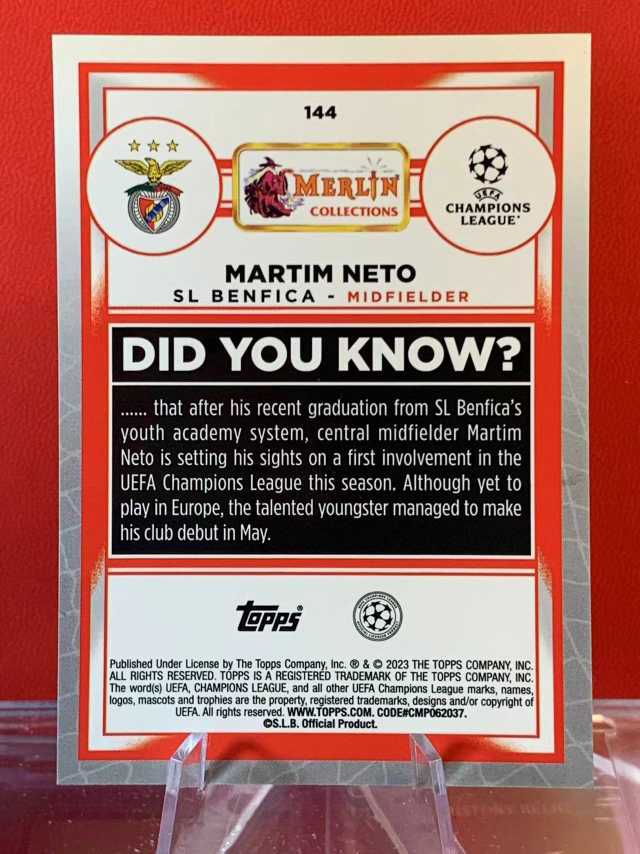 144
MERLIN
COLLECTIONS
UEFA
CHAMPIONS
LEAGUE
MARTIM NETO
SL BENFICA - MIDFIELDER
DID YOU KNOW?
...... that after his recent graduation from SL Benfica's
youth academy system, central midfielder Martim
Neto is setting his sights on a first involvement in the
UEFA Champions League this season. Although yet to
play in Europe, the talented youngster managed to make
his club debut in May.
topps®
Published Under License by The Topps Company, Inc. ® & © 2023 THE TOPPS COMPANY, INC.
ALL RIGHTS RESERVED. TOPPS IS A REGISTERED TRADEMARK OF THE TOPPS COMPANY, INC.
The word(s) UEFA, CHAMPIONS LEAGUE, and all other UEFA Champions League marks, names,
logos, mascots and trophies are the property, registered trademarks, designs and/or copyright of
UEFA. All rights reserved. WWW.TOPPS.COM. CODE#CMP062037.
©S.L.B. Official Product.